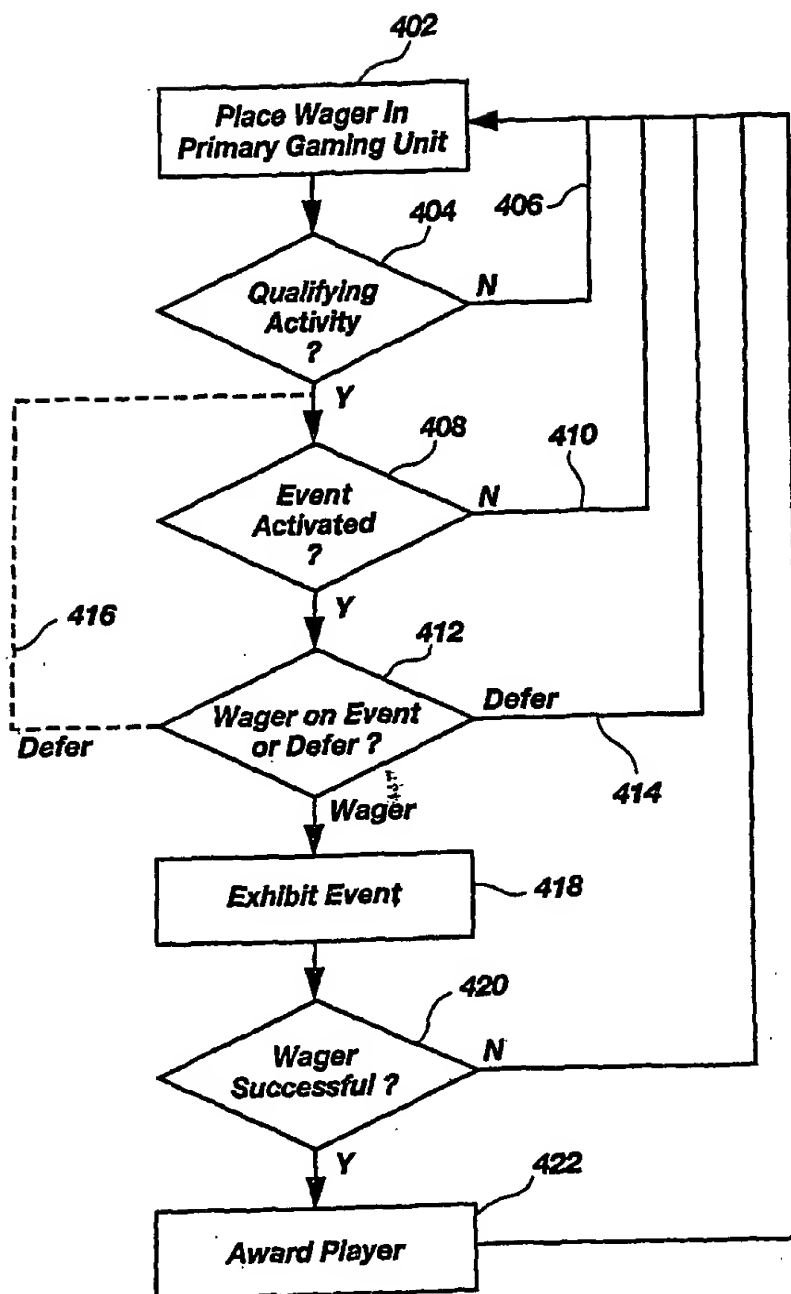 402
Place Wager In
Primary Gaming Unit
406
404
Qualifying
Activity
?
N
Y
408
410
Event
Activated
?
N
Y
416
412
Wager on Event
or Defer ?
Defer
Defer
414
Wager
Exhibit Event
418
420
Wager
Successful ?
N
Y
422
Award Player